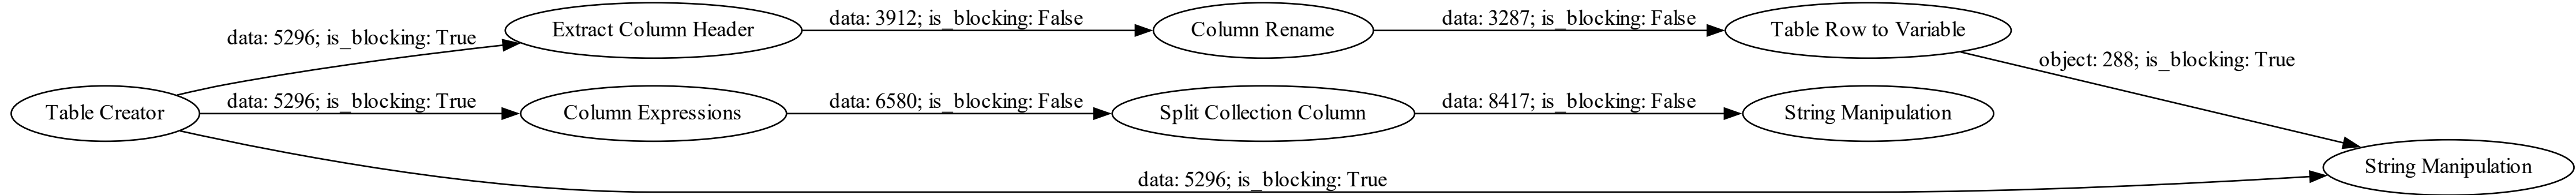 Table Creator
data: 5296; is_blocking: True
Extract Column Header
data: 3912; is_blocking: False
Column Rename
data: 3287; is_blocking: False
Table Row to Variable
object: 288; is_blocking: True
data: 5296; is_blocking: True
Column Expressions
data: 6580; is_blocking: False
Split Collection Column
data: 8417; is_blocking: False
String Manipulation
data: 5296; is_blocking: True
String Manipulation